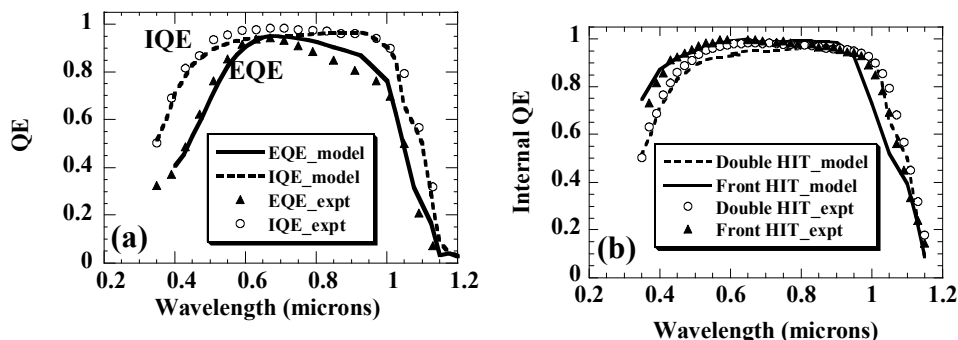 1
0.8
0.6
0.4
0.2
0
QE
IQE
EQE
EQE_model
IQE_model
EQE_expt
IQE_expt
(a)
0 0.2 0.4 0.6 0.8 1 1.2
Wavelength (microns)
1
0.8
0.6
0.4
0.2
0
Internal QE
Double HIT_model
Front HIT_model
Double HIT_expt
Front HIT_expt
(b)
0.2 0.4 0.6 0.8 1 1.2
Wavelength (microns)